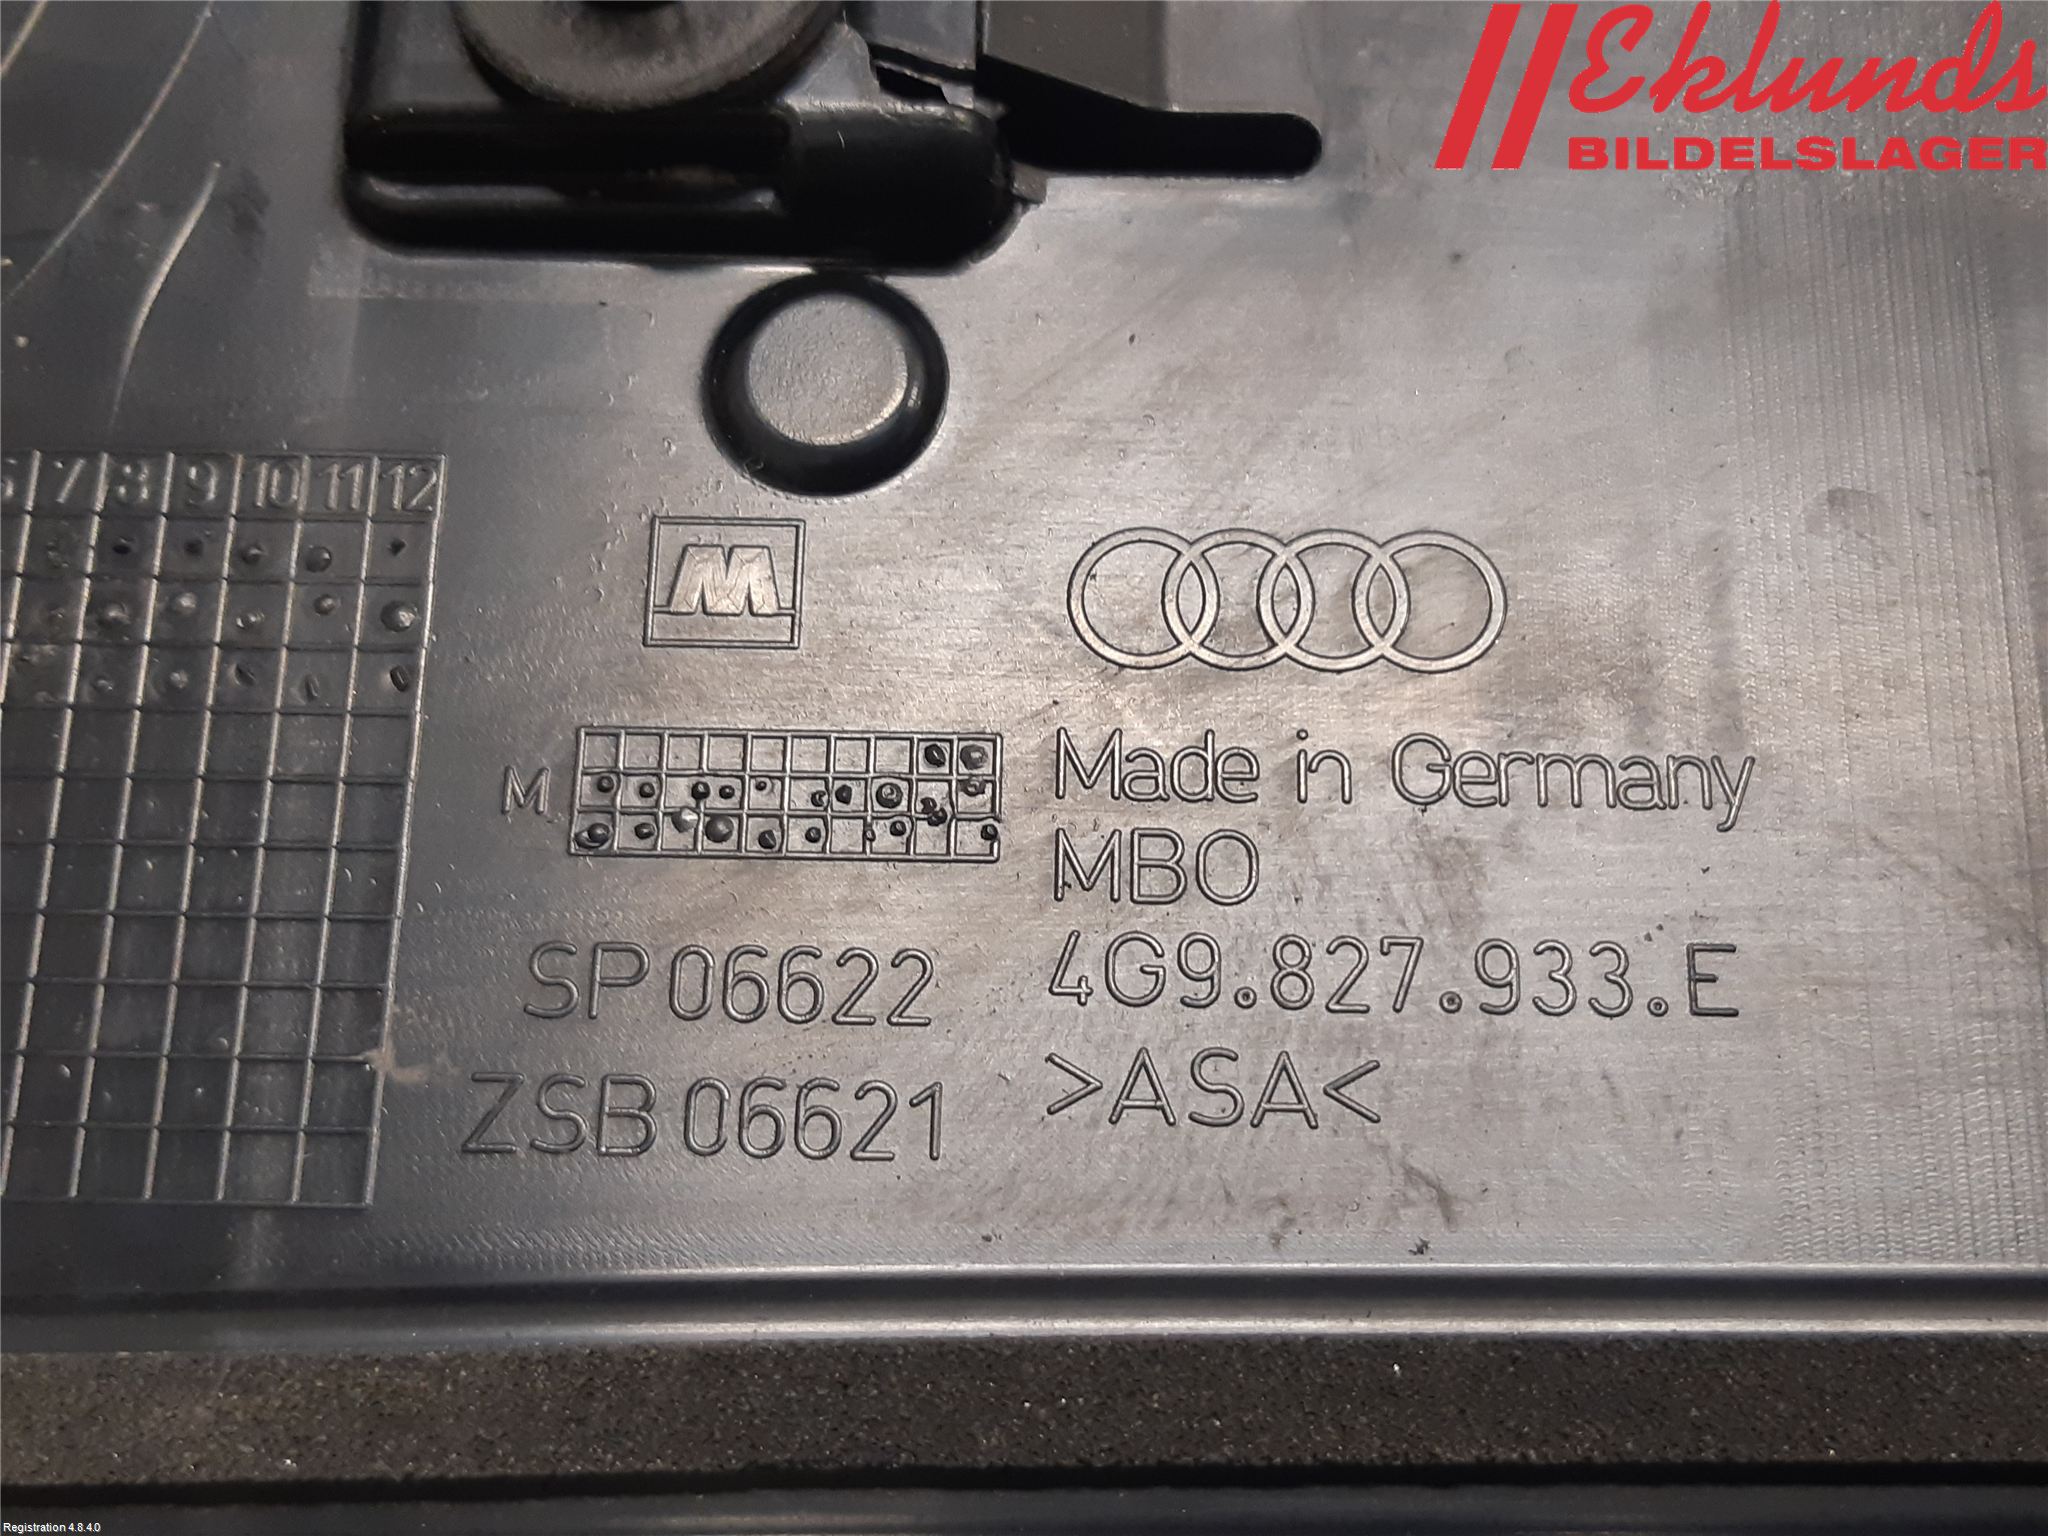 Eklunds
BILDELSLAGER
7 8 9 10 11 12
M
M
Made in Germany
MBO
SP 06622
4G9.827.933.E
ZSB 06621
>ASA<
Registration 4.8.4.0